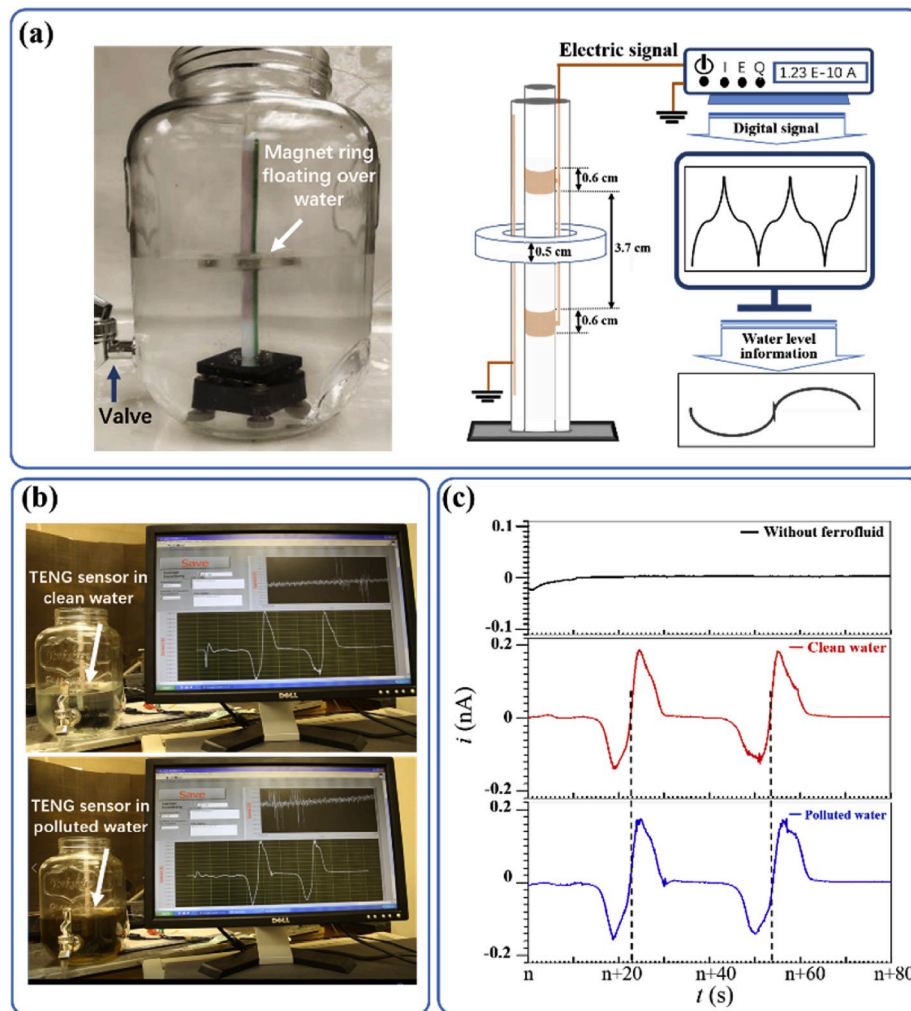 (a)
Magnet ring
floating over
water
Valve
Electric signal
I E Q
1.23 E-10 A
Digital signal
0.6 cm
0.5cm
3.7 cm
0.6 cm
Water level
information
(b)
TENG sensor in
clean water
Save
DELL
TENG sensor in
polluted water
Save
DELL
(c)
0.1
0
-0.1
Without ferrofluid
0.2
0
-0.2
Clean water
i (nA)
0.2
0
-0.2
Polluted water
n n+20 n+40 n+60 n+80
t (s)